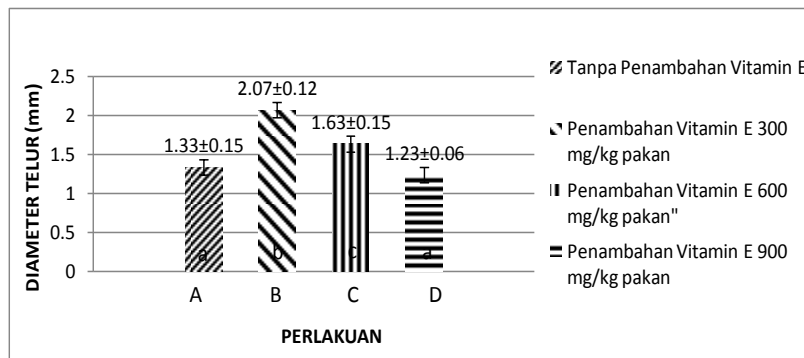 DIAMETER TELUR (mm)
2.5
2
1.5
1
0.5
0
1.33±0.15
2.07±0.12
1.63±0.15
1.23±0.06
a
b
c
a
A
B
C
D
PERLAKUAN
Tanpa Penambahan Vitamin E
Penambahan Vitamin E 300
mg/kg pakan
Penambahan Vitamin E 600
mg/kg pakan"
Penambahan Vitamin E 900
mg/kg pakan